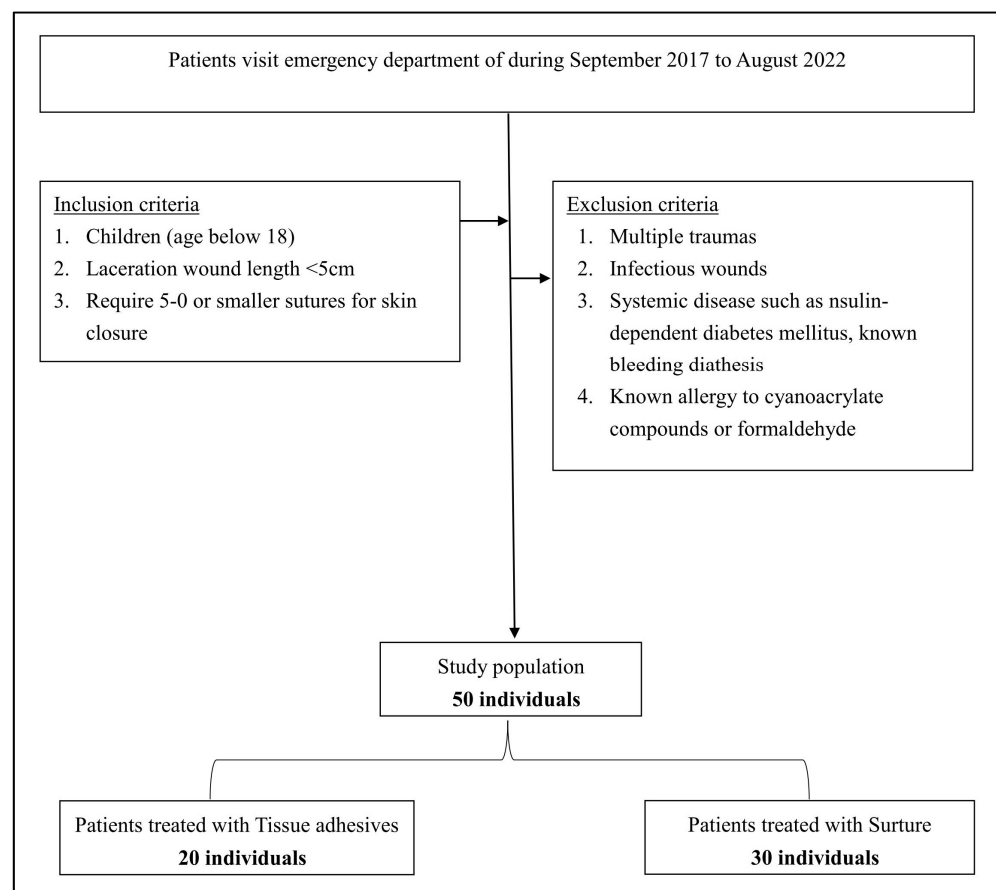 Patients visit emergency department of during September 2017 to August 2022
Inclusion criteria
1. Children (age below 18)
2. Laceration wound length <5cm
3. Require 5-0 or smaller sutures for skin
closure
Exclusion criteria
1. Multiple traumas
2. Infectious wounds
3. Systemic disease such as nsulin-
dependent diabetes mellitus, known
bleeding diathesis
4. Known allergy to cyanoacrylate
compounds or formaldehyde
Study population
50 individuals
Patients treated with Tissue adhesives
20 individuals
Patients treated with Surture
30 individuals